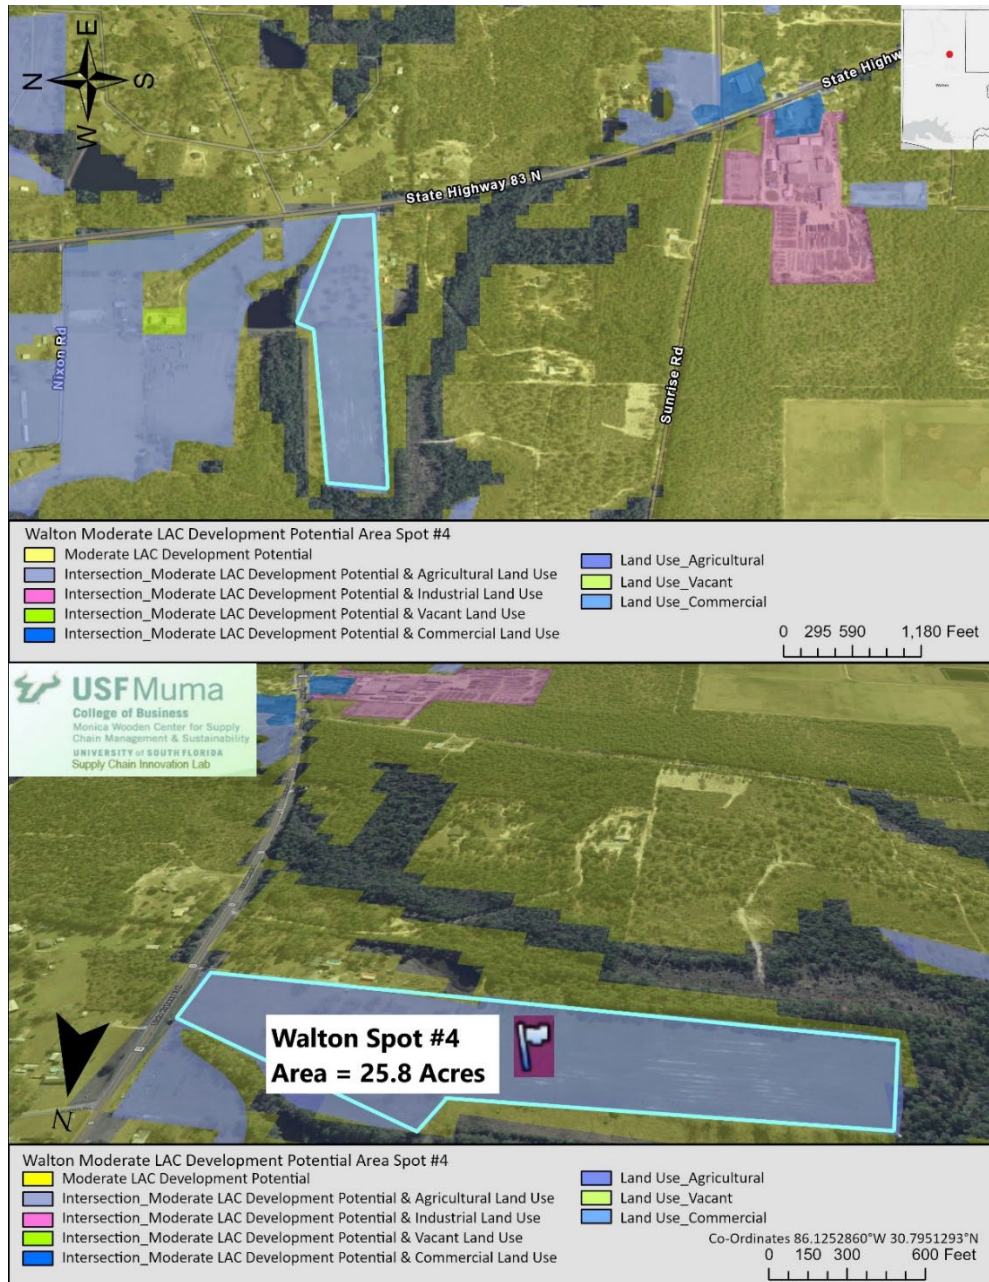 E
N
S
W
State Highw
Walton
State Highway 83 N
Nixon Rd
Sunrise Rd
Walton Moderate LAC Development Potential Area Spot #4
Moderate LAC Development Potential
Intersection_Moderate LAC Development Potential & Agricultural Land Use
Intersection_Moderate LAC Development Potential & Industrial Land Use
Intersection_Moderate LAC Development Potential & Vacant Land Use
Intersection_Moderate LAC Development Potential & Commercial Land Use
Land Use_Agricultural
Land Use_Vacant
Land Use_Commercial
0 295 590 1,180 Feet
USF Muma
College of Business
Monica Wooden Center for Supply
Chain Management & Sustainability
UNIVERSITY of SOUTH FLORIDA
Supply Chain Innovation Lab
Walton Spot #4
Area = 25.8 Acres
N
Walton Moderate LAC Development Potential Area Spot #4
Moderate LAC Development Potential
Intersection_Moderate LAC Development Potential & Agricultural Land Use
Intersection_Moderate LAC Development Potential & Industrial Land Use
Intersection_Moderate LAC Development Potential & Vacant Land Use
Intersection_Moderate LAC Development Potential & Commercial Land Use
Land Use_Agricultural
Land Use_Vacant
Land Use_Commercial
Co-Ordinates 86.1252860°W 30.7951293°N
0 150 300 600 Feet